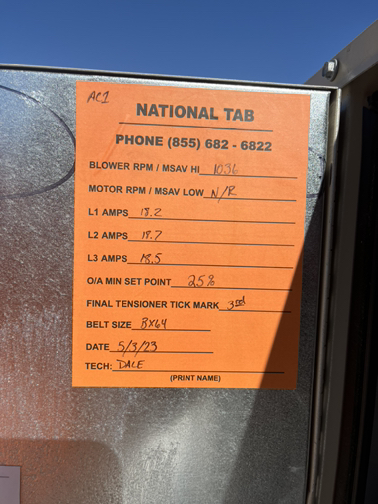 AC1
NATIONAL TAB
PHONE (855) 682 - 6822
BLOWER RPM / MSAV HI 1036
MOTOR RPM / MSAV LOW N/R
L1 AMPS 18.2
L2 AMPS 18.7
L3 AMPS 18.5
O/A MIN SET POINT 25%
FINAL TENSIONER TICK MARK 3rd
BELT SIZE BX64
DATE 5/3/23
TECH: DALE
(PRINT NAME)